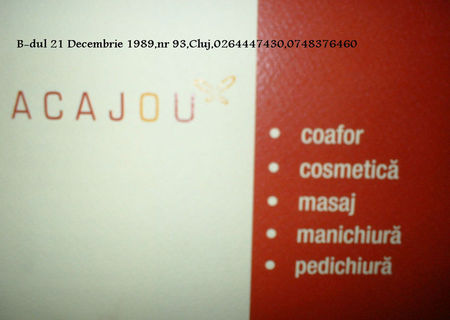 B-dul 21 Decembrie 1989,nr 93,Cluj,0264447430,0748376460
ACAJOU
• coafor
• cosmetică
• masaj
• manichiură
• pedichiură